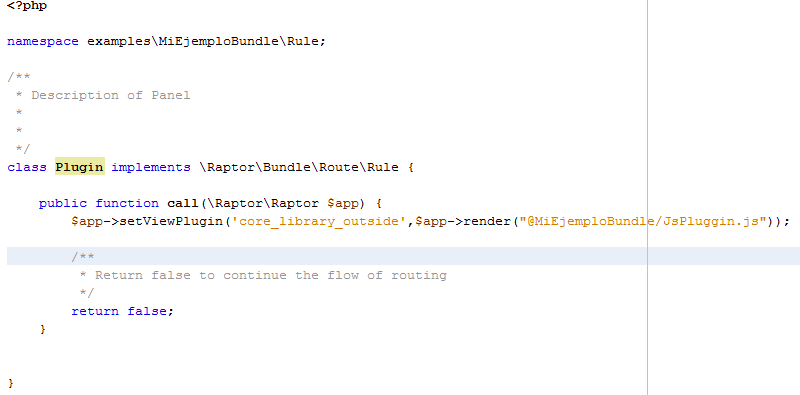 <?php
namespace examples\MiEjemploBundle\Rule;
/**
 * Description of Panel
 *
 *
 */
class Plugin implements \Raptor\Bundle\Route\Rule {
    public function call(\Raptor\Raptor $app) {
        $app->setViewPlugin('core_library_outside',$app->render("@MiEjemploBundle/JsPluggin.js"));
        /**
         * Return false to continue the flow of routing
         */
        return false;
    }
}